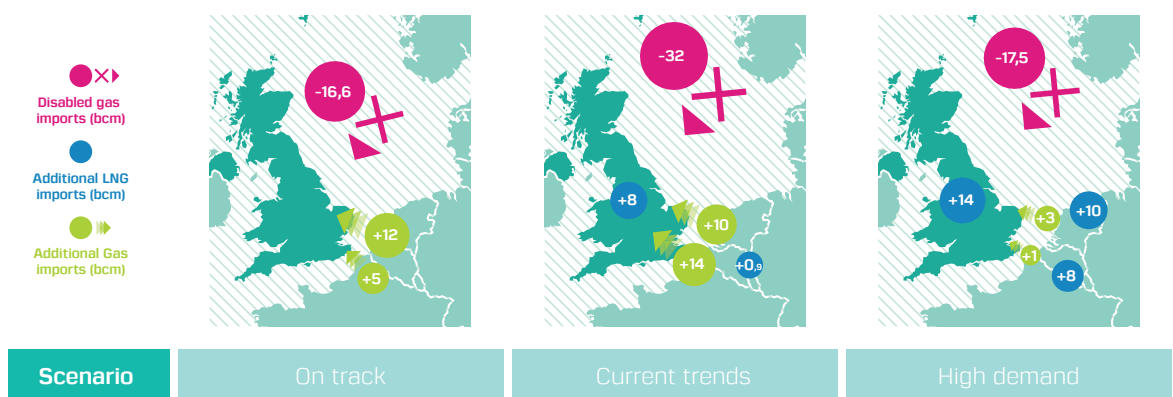 Disabled gas
imports (bcm)
Additional LNG
imports (bcm)
Additional Gas
imports (bcm)
-16,6
+12
+5
-32
+8
+10
+14
+0,9
-17,5
+14
+3
+10
+1
+8
Scenario
On track
Current trends
High demand